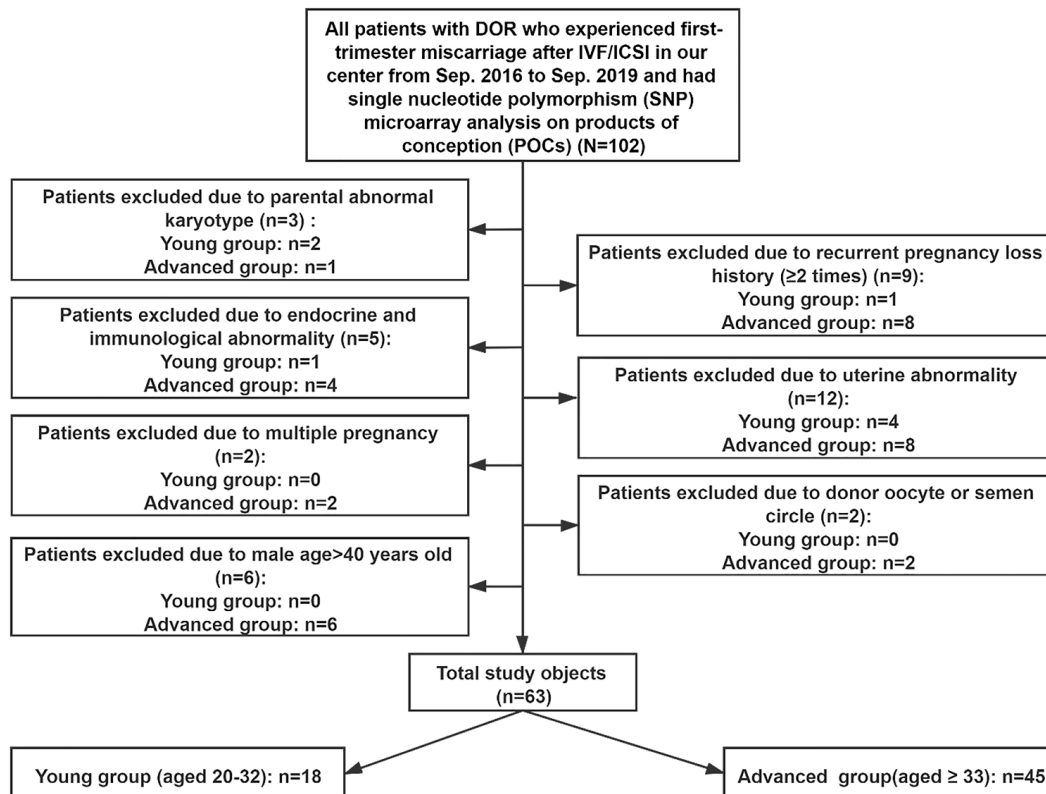 All patients with DOR who experienced first-
trimester miscarriage after IVF/ICSI in our
center from Sep. 2016 to Sep. 2019 and had
single nucleotide polymorphism (SNP)
microarray analysis on products of
conception (POCs) (N=102)
Patients excluded due to parental abnormal
karyotype (n=3) :
Young group: n=2
Advanced group: n=1
Patients excluded due to recurrent pregnancy loss
history (≥2 times) (n=9):
Young group: n=1
Advanced group: n=8
Patients excluded due to endocrine and
immunological abnormality (n=5):
Young group: n=1
Advanced group: n=4
Patients excluded due to uterine abnormality
(n=12):
Young group: n=4
Advanced group: n=8
Patients excluded due to multiple pregnancy
(n=2):
Young group: n=0
Advanced group: n=2
Patients excluded due to donor oocyte or semen
circle (n=2):
Young group: n=0
Advanced group: n=2
Patients excluded due to male age>40 years old
(n=6):
Young group: n=0
Advanced group: n=6
Total study objects
(n=63)
Young group (aged 20-32): n=18
Advanced group(aged ≥ 33): n=45